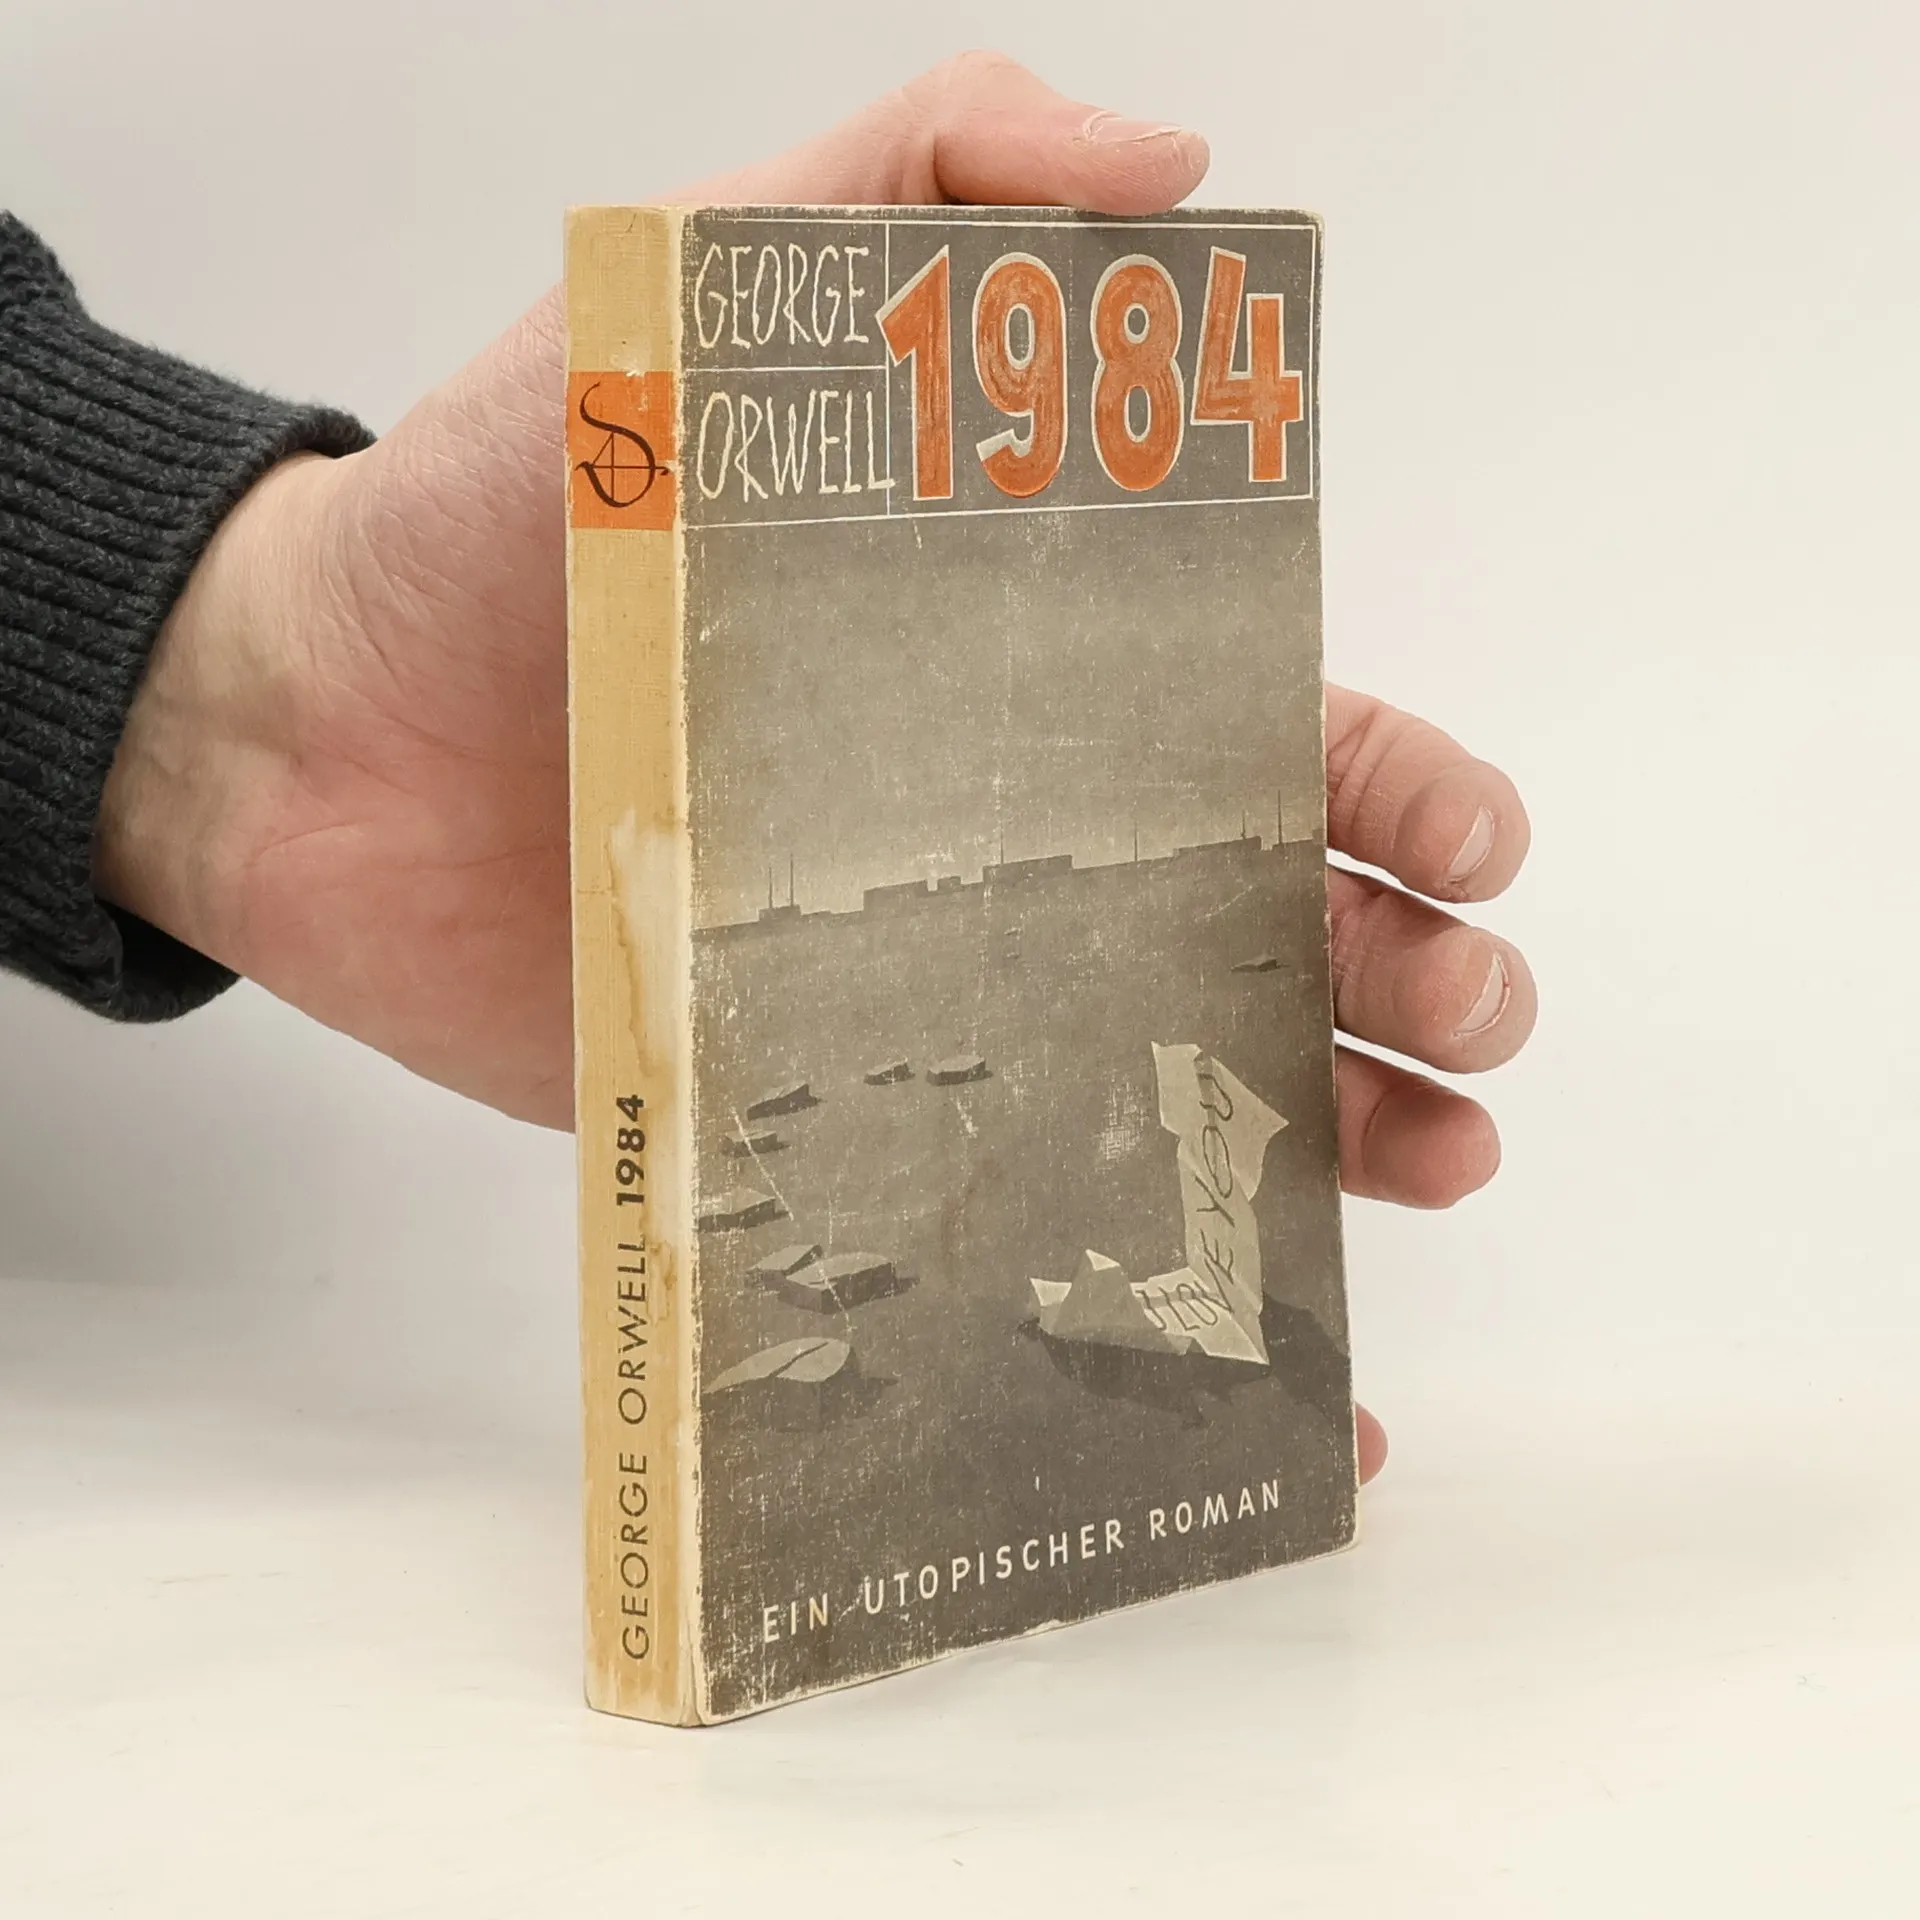 GEORGE
ORWELL
1984
I LOVE YOU
EIN UTOPISCHER ROMAN
GEORGE ORWELL 1984